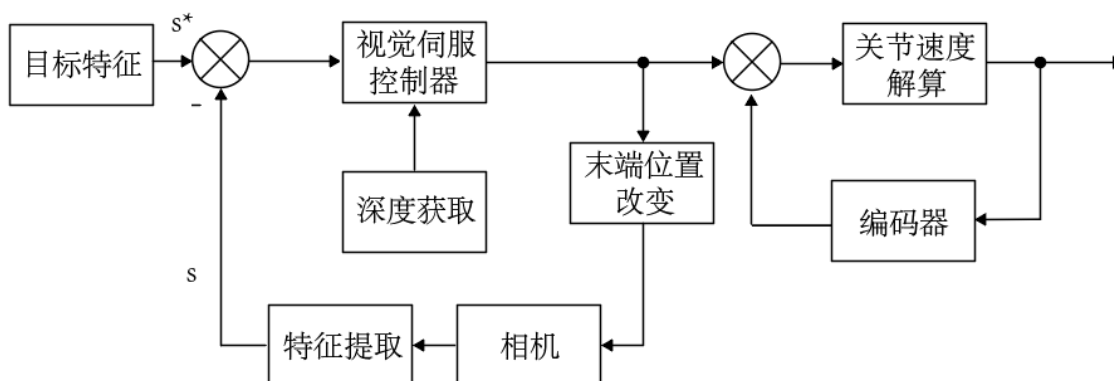 s*
目标特征
-
视觉伺服
控制器
关节速度
解算
末端位置
改变
深度获取
编码器
s
特征提取
相机